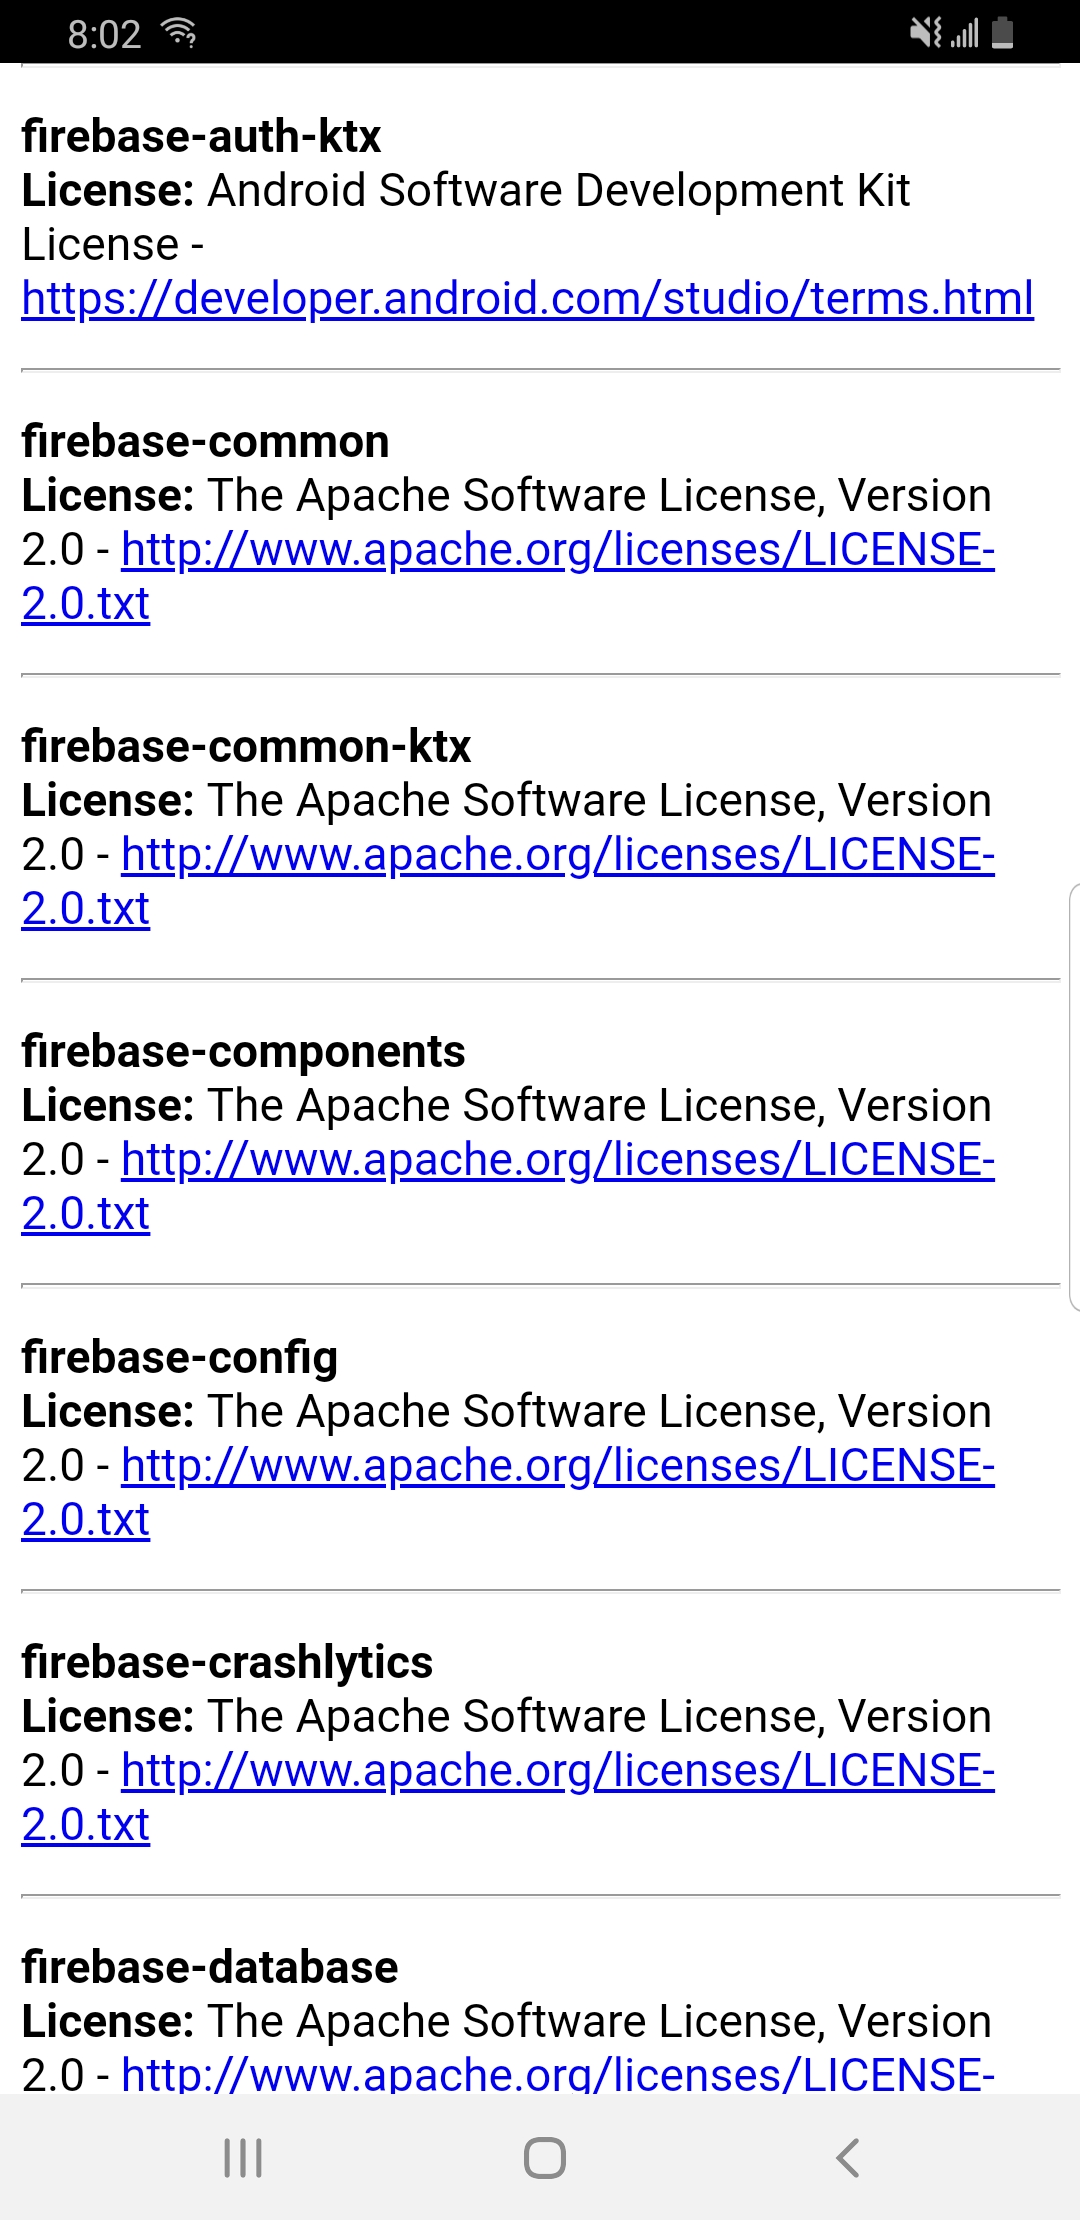 8:02
firebase-auth-ktx
License: Android Software Development Kit
License -
https://developer.android.com/studio/terms.html
firebase-common
License: The Apache Software License, Version
2.0 - http://www.apache.org/licenses/LICENSE-
2.0.txt
firebase-common-ktx
License: The Apache Software License, Version
2.0 - http://www.apache.org/licenses/LICENSE-
2.0.txt
firebase-components
License: The Apache Software License, Version
2.0 - http://www.apache.org/licenses/LICENSE-
2.0.txt
firebase-config
License: The Apache Software License, Version
2.0 - http://www.apache.org/licenses/LICENSE-
2.0.txt
firebase-crashlytics
License: The Apache Software License, Version
2.0 - http://www.apache.org/licenses/LICENSE-
2.0.txt
firebase-database
License: The Apache Software License, Version
2.0 - http://www.apache.org/licenses/LICENSE-